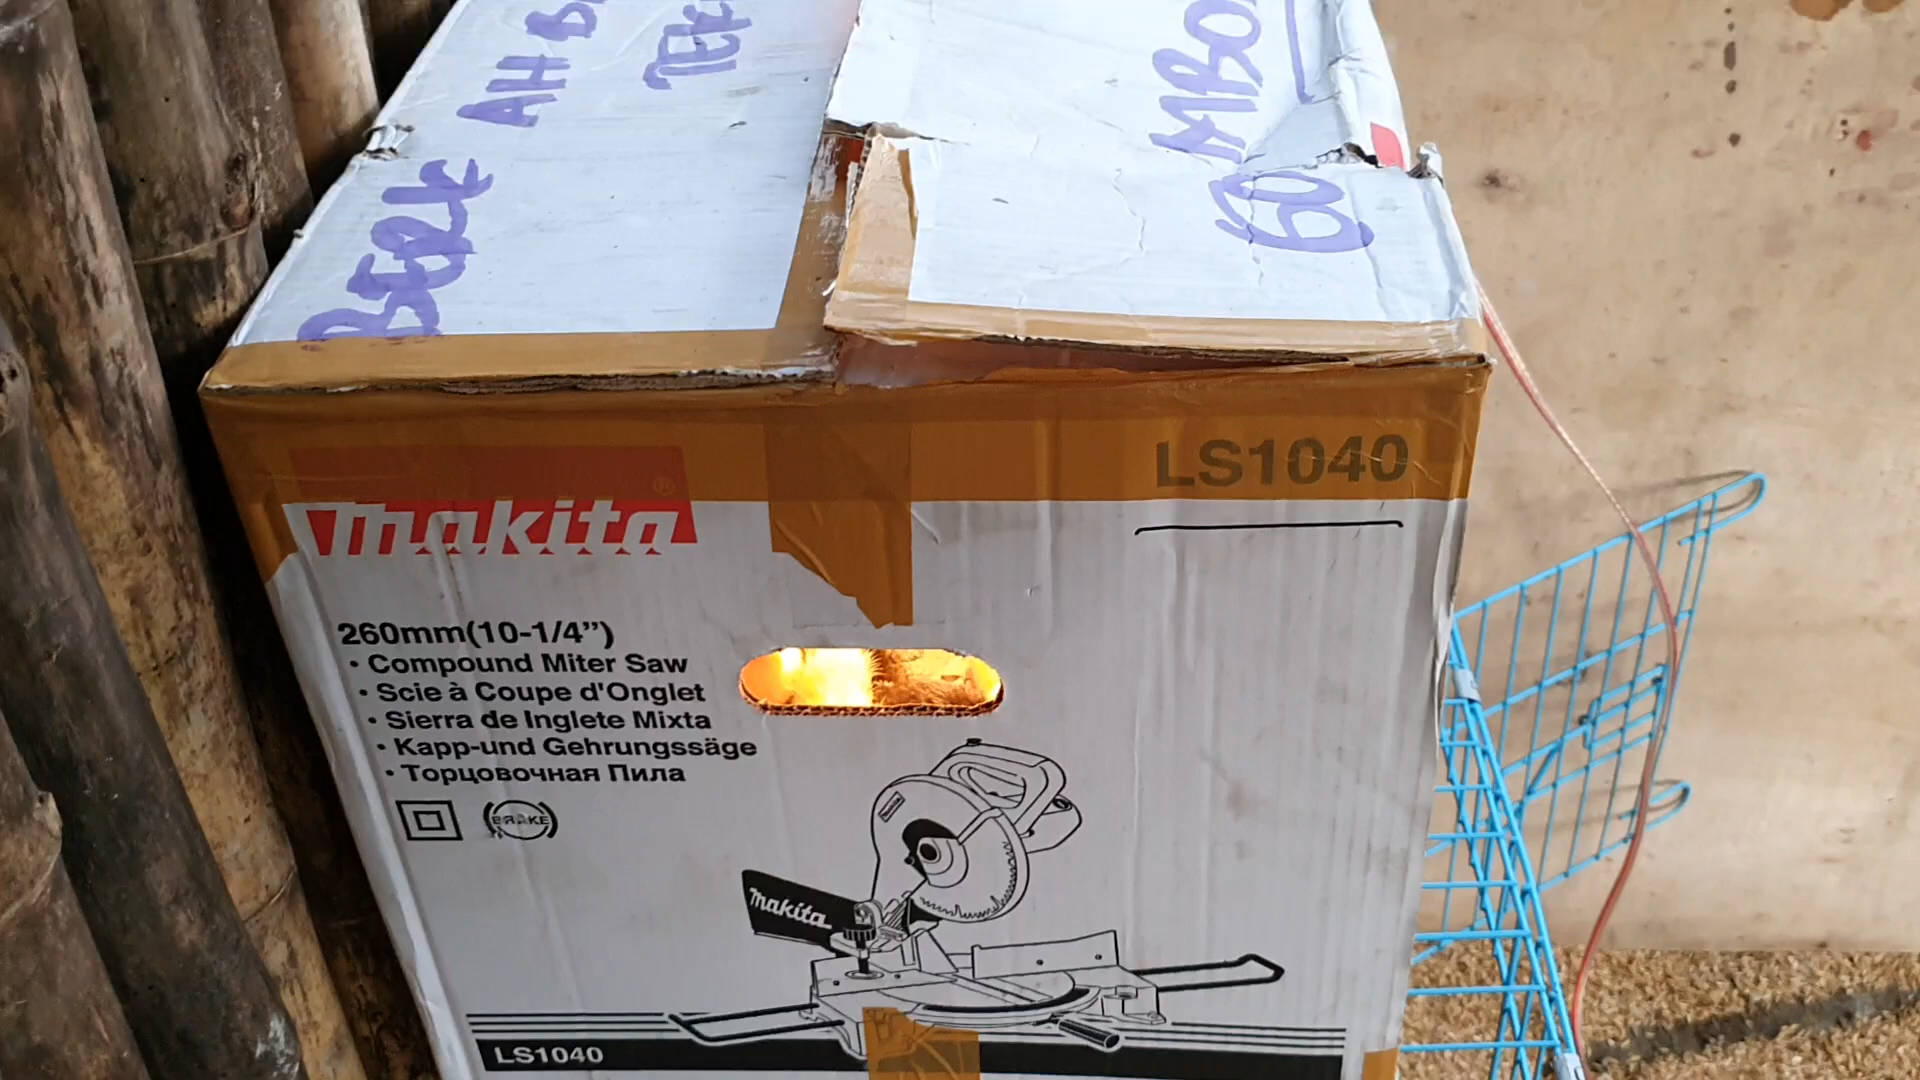 LS1040
makita
260mm(10-1/4")
• Compound Miter Saw
• Scie à Coupe d'Onglet
• Sierra de Inglete Mixta
• Kapp-und Gehrungssäge
• Торцовочная Пила
BRAKE
makita
LS1040